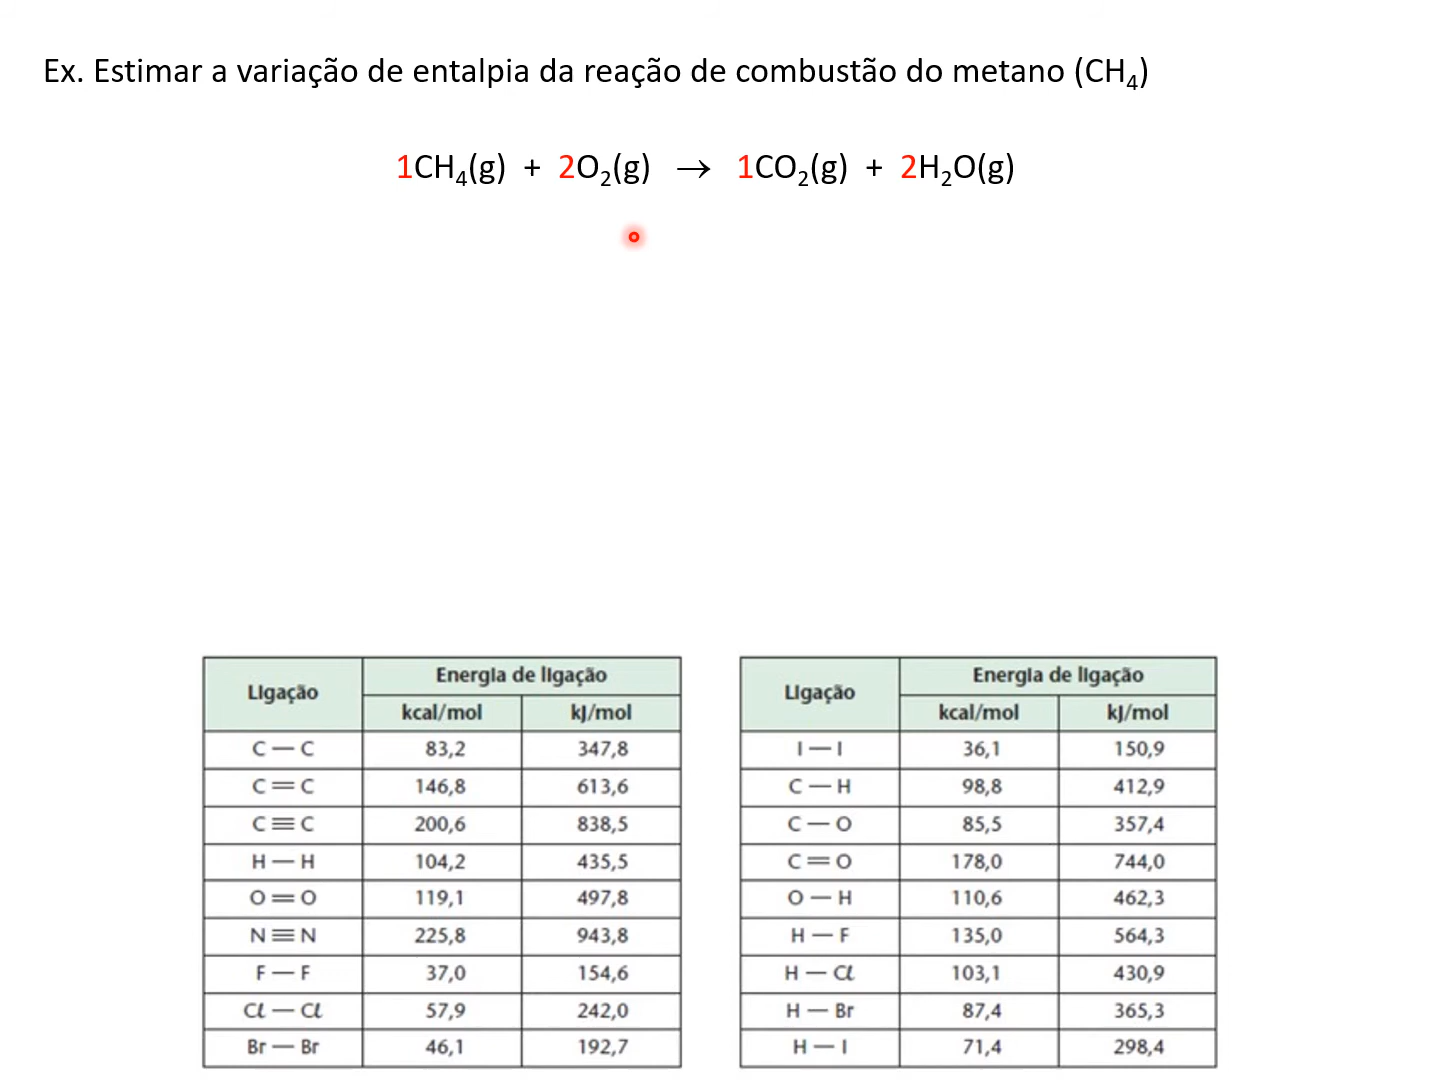 Ex. Estimar a variação de entalpia da reação de combustão do metano (CH₄)
1CH₄(g) + 2O₂(g) → 1CO₂(g) + 2H₂O(g)
Ligação Energia de ligação
kcal/mol kJ/mol
C — C 83,2 347,8
C = C 146,8 613,6
C ≡ C 200,6 838,5
H — H 104,2 435,5
O = O 119,1 497,8
N ≡ N 225,8 943,8
F — F 37,0 154,6
Cℓ — Cℓ 57,9 242,0
Br — Br 46,1 192,7
Ligação Energia de ligação
kcal/mol kJ/mol
I — I 36,1 150,9
C — H 98,8 412,9
C — O 85,5 357,4
C = O 178,0 744,0
O — H 110,6 462,3
H — F 135,0 564,3
H — Cℓ 103,1 430,9
H — Br 87,4 365,3
H — I 71,4 298,4